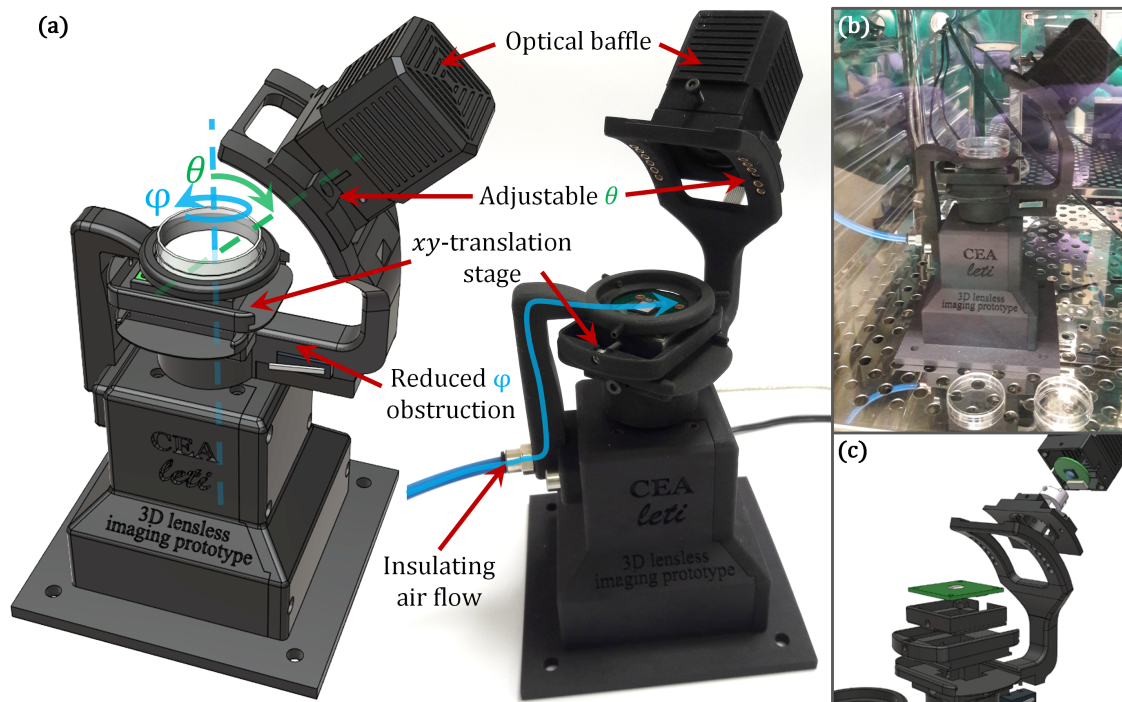 (a)
Optical baffle
θ
φ
Adjustable θ
xy-translation
stage
Reduced φ
obstruction
CEA
leti
3D lensless
imaging prototype
Insulating
air flow
CEA
leti
3D lensless
imaging prototype
(b)
CEA
leti
3D lensless
imaging prototype
(c)